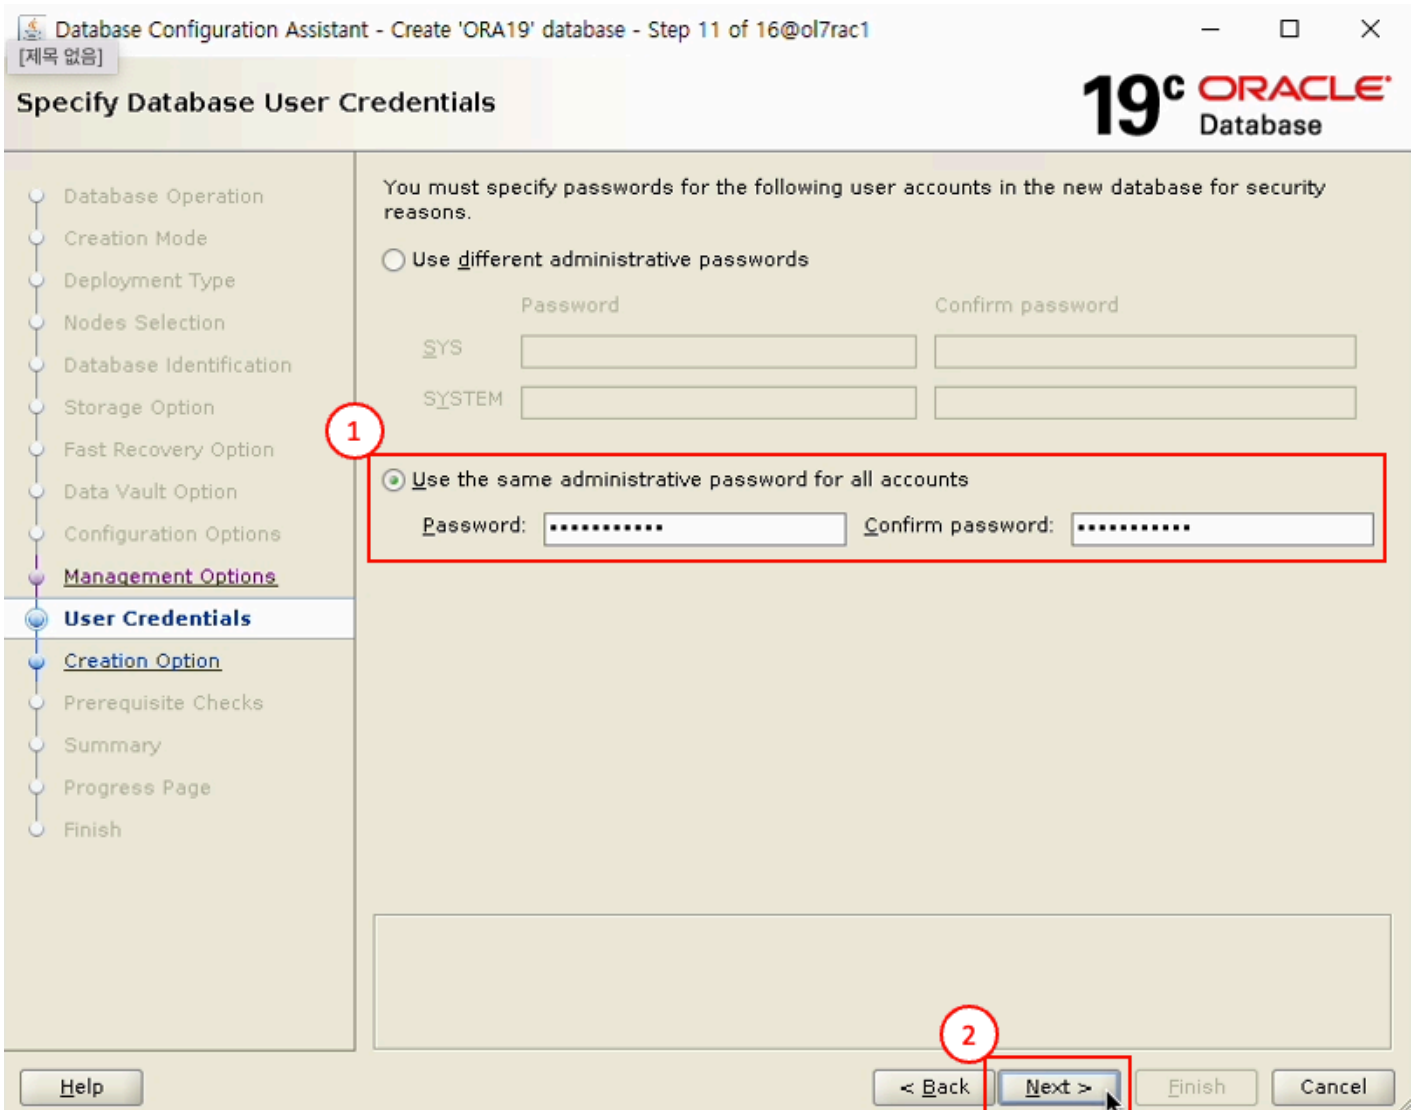 Database Configuration Assistant - Create 'ORA19' database - Step 11 of 16@ol7rac1
[제목 없음]
Specify Database User Credentials
19c ORACLE
Database
Database Operation
Creation Mode
Deployment Type
Nodes Selection
Database Identification
Storage Option
Fast Recovery Option
Data Vault Option
Configuration Options
Management Options
User Credentials
Creation Option
Prerequisite Checks
Summary
Progress Page
Finish
You must specify passwords for the following user accounts in the new database for security
reasons.
Use different administrative passwords
Password Confirm password
SYS
SYSTEM
1
Use the same administrative password for all accounts
Password: ••••••••••• Confirm password: •••••••••••
2
Help < Back Next > Finish Cancel